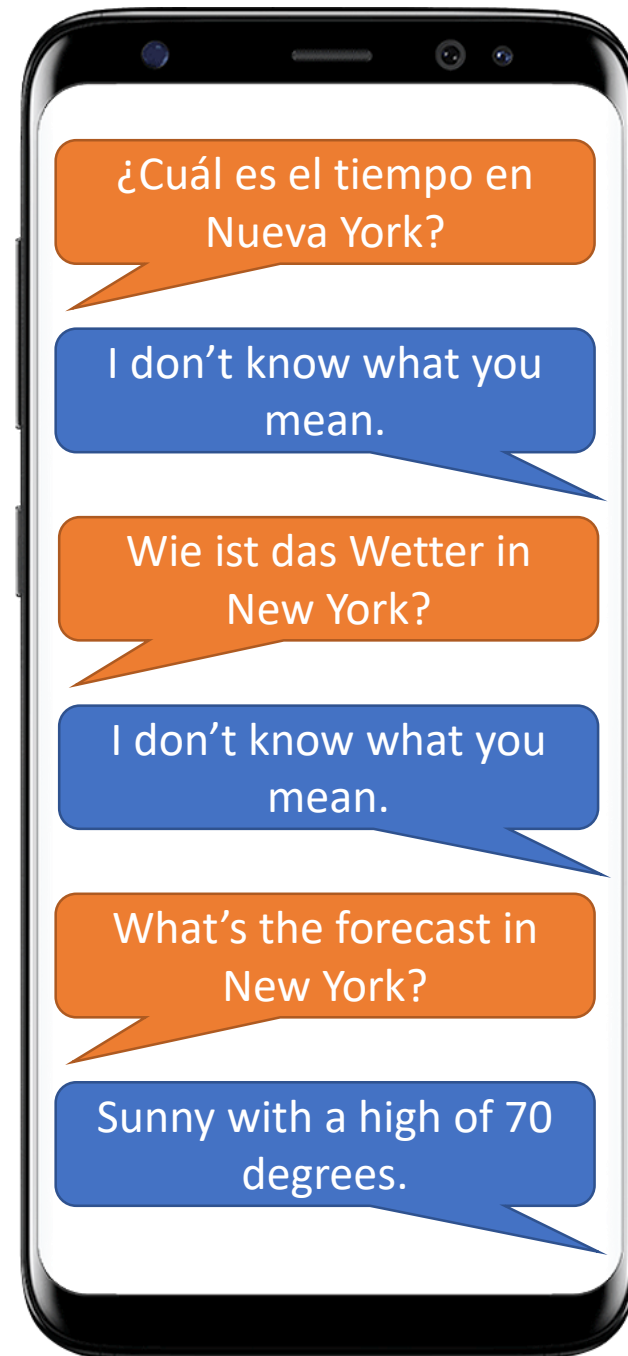 ¿Cuál es el tiempo en
Nueva York?
I don’t know what you
mean.
Wie ist das Wetter in
New York?
I don’t know what you
mean.
What’s the forecast in
New York?
Sunny with a high of 70
degrees.